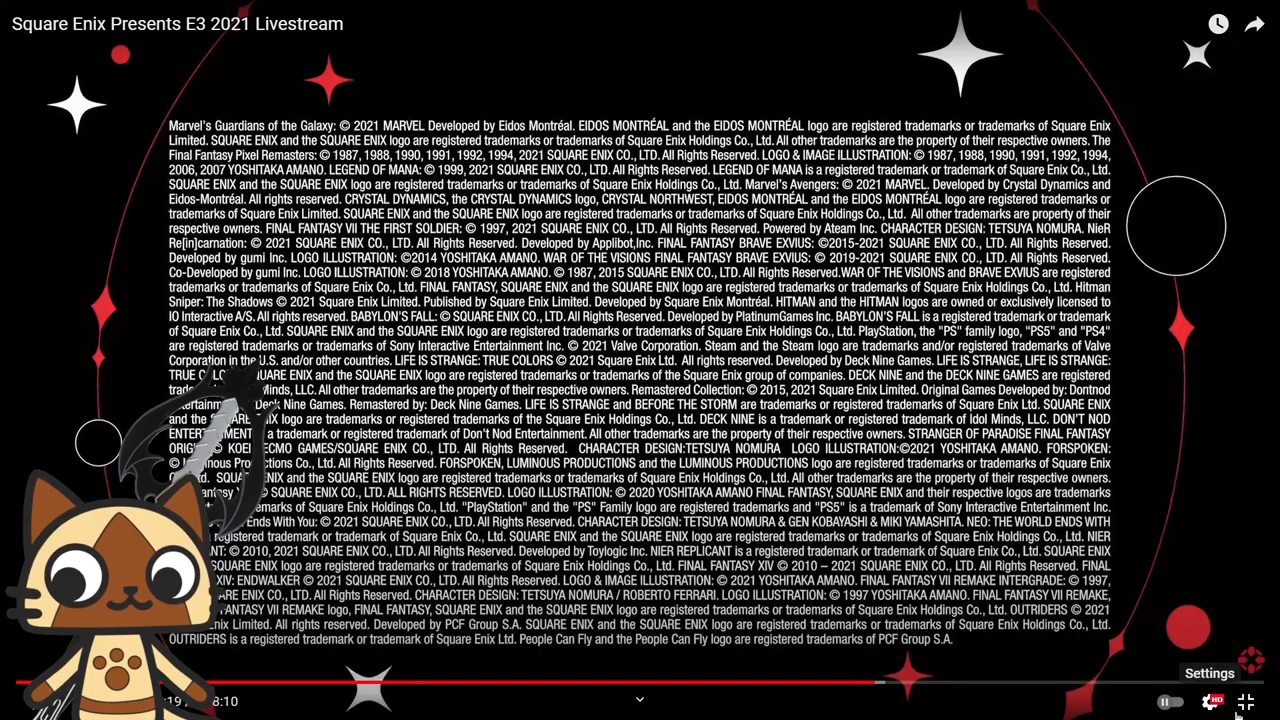 Square Enix Presents E3 2021 Livestream
Marvel's Guardians of the Galaxy: © 2021 MARVEL Developed by Eidos Montréal. EIDOS MONTRÉAL and the EIDOS MONTRÉAL logo are registered trademarks or trademarks of Square Enix
Limited. SQUARE ENIX and the SQUARE ENIX logo are registered trademarks or trademarks of Square Enix Holdings Co., Ltd. All other trademarks are the property of their respective owners. The
Final Fantasy Pixel Remasters: © 1987, 1988, 1990, 1991, 1992, 1994, 2021 SQUARE ENIX CO., LTD. All Rights Reserved. LOGO & IMAGE ILLUSTRATION: © 1987, 1988, 1990, 1991, 1992, 1994,
2006, 2007 YOSHITAKA AMANO. LEGEND OF MANA: © 1999, 2021 SQUARE ENIX CO., LTD. All Rights Reserved. LEGEND OF MANA is a registered trademark or trademark of Square Enix Co., Ltd.
SQUARE ENIX and the SQUARE ENIX logo are registered trademarks or trademarks of Square Enix Holdings Co., Ltd. Marvel's Avengers: © 2021 MARVEL. Developed by Crystal Dynamics and
Eidos-Montréal. All rights reserved. CRYSTAL DYNAMICS, the CRYSTAL DYNAMICS logo, CRYSTAL NORTHWEST, EIDOS MONTRÉAL and the EIDOS MONTRÉAL logo are registered trademarks or
trademarks of Square Enix Limited. SQUARE ENIX and the SQUARE ENIX logo are registered trademarks or trademarks of Square Enix Holdings Co., Ltd. All other trademarks are property of their
respective owners. FINAL FANTASY VII THE FIRST SOLDIER: © 1997, 2021 SQUARE ENIX CO., LTD. All Rights Reserved. Powered by Ateam Inc. CHARACTER DESIGN: TETSUYA NOMURA. NieR
Re[in]carnation: © 2021 SQUARE ENIX CO., LTD. All Rights Reserved. Developed by Applibot,Inc. FINAL FANTASY BRAVE EXVIUS: ©2015-2021 SQUARE ENIX CO., LTD. All Rights Reserved.
Developed by gumi Inc. LOGO ILLUSTRATION: ©2014 YOSHITAKA AMANO. WAR OF THE VISIONS FINAL FANTASY BRAVE EXVIUS: © 2019-2021 SQUARE ENIX CO., LTD. All Rights Reserved.
Co-Developed by gumi Inc. LOGO ILLUSTRATION: © 2018 YOSHITAKA AMANO. © 1987, 2015 SQUARE ENIX CO., LTD. All Rights Reserved.WAR OF THE VISIONS and BRAVE EXVIUS are registered
trademarks of Square Enix Co., Ltd. FINAL FANTASY, SQUARE ENIX and the SQUARE ENIX logo are registered trademarks or trademarks of Square Enix Holdings Co., Ltd. Hitman
Sniper: The Shadows © 2021 Square Enix Limited. Published by Square Enix Limited. Developed by Square Enix Montréal. HITMAN and the HITMAN logos are owned or exclusively licensed to
IO Interactive A/S. All rights reserved. BABYLON'S FALL: © SQUARE ENIX CO., LTD. All Rights Reserved. Developed by PlatinumGames Inc. BABYLON'S FALL is a registered trademark or trademark
of Square Enix Co., Ltd. SQUARE ENIX and the SQUARE ENIX logo are registered trademarks or trademarks of Square Enix Holdings Co., Ltd. PlayStation, the "PS" family logo, "PS5" and "PS4"
are registered trademarks or trademarks of Sony Interactive Entertainment Inc. © 2021 Valve Corporation. Steam and the Steam logo are trademarks and/or registered trademarks of Valve
Corporation in the U.S. and/or other countries. LIFE IS STRANGE: TRUE COLORS © 2021 Square Enix Ltd. All rights reserved. Developed by Deck Nine Games. LIFE IS STRANGE, LIFE IS STRANGE:
TRUE COLORS and the SQUARE ENIX logo are trademarks or registered trademarks of the Square Enix group of companies. DECK NINE and the DECK NINE GAMES are registered
Minds, LLC. All other trademarks are the property of their respective owners. Remastered Collection: © 2015, 2021 Square Enix Limited. Original Games Developed by: Dontnod
Deck Nine Games. Remastered by: Deck Nine Games. LIFE IS STRANGE and BEFORE THE STORM are trademarks or registered trademarks of Square Enix Ltd. SQUARE ENIX
and the ENIX logo are trademarks or registered trademarks of the Square Enix Holdings Co., Ltd. DECK NINE is a trademark or registered trademark of Idol Minds, LLC. DON'T NOD
a trademark or registered trademark of Don't Nod Entertainment. All other trademarks are the property of their respective owners. STRANGER OF PARADISE FINAL FANTASY
KOEI TECMO GAMES/SQUARE ENIX CO., LTD. All Rights Reserved. CHARACTER DESIGN:TETSUYA NOMURA LOGO ILLUSTRATION:©2021 YOSHITAKA AMANO. FORSPOKEN:
© Luminous Productions Co., Ltd. All Rights Reserved. FORSPOKEN, LUMINOUS PRODUCTIONS and the LUMINOUS PRODUCTIONS logo are registered trademarks or trademarks of Square Enix
and the SQUARE ENIX logo are registered trademarks or trademarks of Square Enix Holdings Co., Ltd. All other trademarks are the property of their respective owners.
© SQUARE ENIX CO., LTD. ALL RIGHTS RESERVED. LOGO ILLUSTRATION: © 2020 YOSHITAKA AMANO FINAL FANTASY, SQUARE ENIX and their respective logos are trademarks
of Square Enix Holdings Co., Ltd. "PlayStation" and the "PS" Family logo are registered trademarks and "PS5" is a trademark of Sony Interactive Entertainment Inc.
Ends With You: © 2021 SQUARE ENIX CO., LTD. All Rights Reserved. CHARACTER DESIGN: TETSUYA NOMURA & GEN KOBAYASHI & MIKI YAMASHITA. NEO: THE WORLD ENDS WITH
registered trademark or trademark of Square Enix Co., Ltd. SQUARE ENIX and the SQUARE ENIX logo are registered trademarks or trademarks of Square Enix Holdings Co., Ltd. NIER
© 2010, 2021 SQUARE ENIX CO., LTD. All Rights Reserved. Developed by Toylogic Inc. NIER REPLICANT is a registered trademark or trademark of Square Enix Co., Ltd. SQUARE ENIX
SQUARE ENIX logo are registered trademarks or trademarks of Square Enix Holdings Co., Ltd. FINAL FANTASY XIV © 2010 – 2021 SQUARE ENIX CO., LTD. All Rights Reserved. FINAL
XIV: ENDWALKER © SQUARE ENIX CO., LTD. All Rights Reserved. LOGO & IMAGE ILLUSTRATION: © 2021 YOSHITAKA AMANO. FINAL FANTASY VII REMAKE INTERGRADE: © 1997,
ENIX CO., LTD. All Rights Reserved. CHARACTER DESIGN: TETSUYA NOMURA / ROBERTO FERRARI. LOGO ILLUSTRATION: © 1997 YOSHITAKA AMANO. FINAL FANTASY VII REMAKE,
FANTASY VII REMAKE logo, FINAL FANTASY, SQUARE ENIX and the SQUARE ENIX logo are registered trademarks or trademarks of Square Enix Holdings Co., Ltd. OUTRIDERS © 2021
Limited. All rights reserved. Developed by PCF Group S.A. SQUARE ENIX and the SQUARE ENIX logo are registered trademarks or trademarks of Square Enix Holdings Co., Ltd.
OUTRIDERS is a registered trademark or trademark of Square Enix Ltd. People Can Fly and the People Can Fly logo are registered trademarks of PCF Group S.A.
Settings
8:10
HD